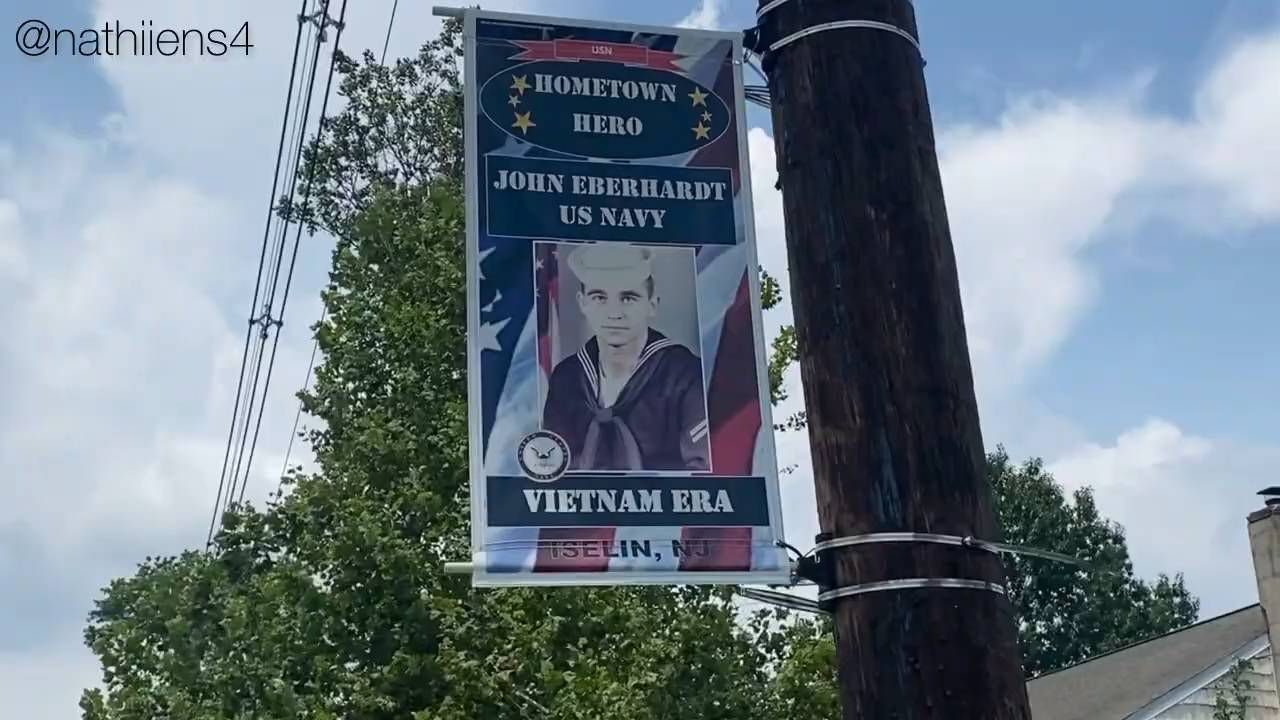 @nathiiens4
USN
HOMETOWN
HERO
JOHN EBERHARDT
US NAVY
VIETNAM ERA
ISELIN, NJ